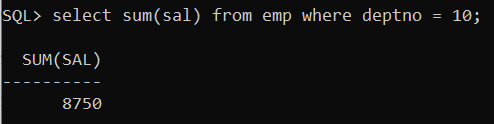 SQL> select sum(sal) from emp where deptno = 10;
SUM(SAL)
----------
8750